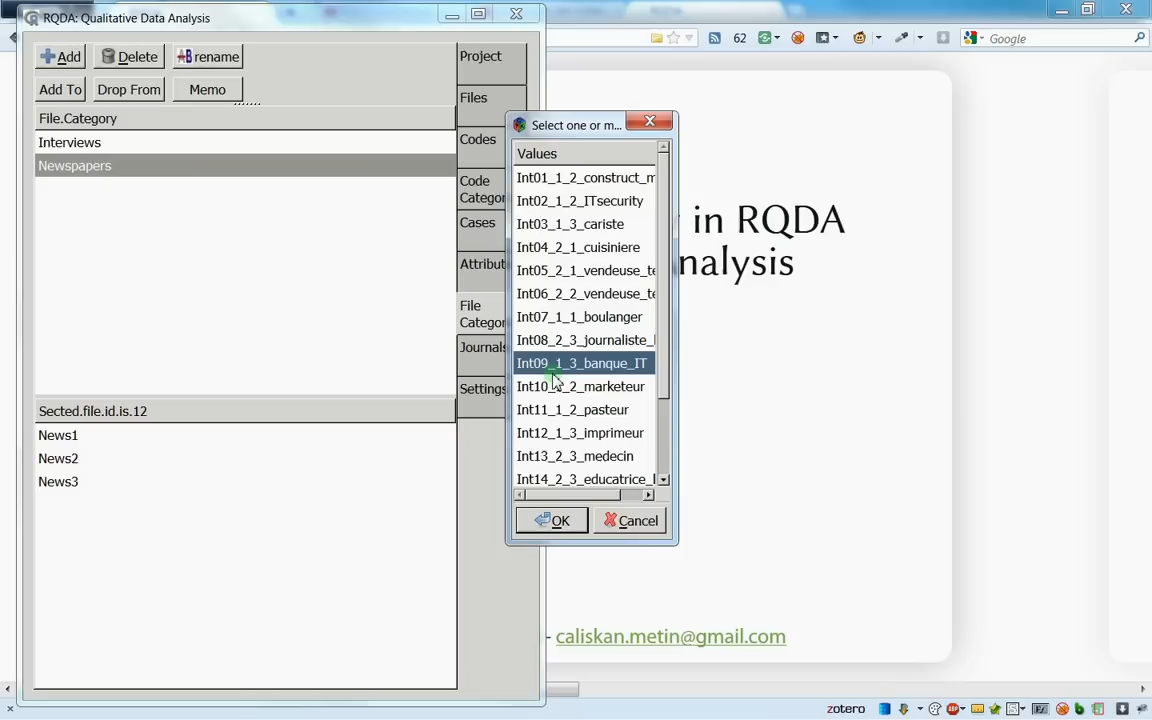 RQDA: Qualitative Data Analysis
62
Google
Add
Delete
rename
Add To
Drop From
Memo
Project
Files
Codes
Code
Categor
Cases
Attribut
File
Categor
Journals
Settings
File.Category
Interviews
Newspapers
Sected.file.id.is.12
News1
News2
News3
Select one or m...
Values
Int01_1_2_construct_m
Int02_1_2_ITsecurity
Int03_1_3_cariste
Int04_2_1_cuisiniere
Int05_2_1_vendeuse_te
Int06_2_2_vendeuse_te
Int07_1_1_boulanger
Int08_2_3_journaliste_
Int09_1_3_banque_IT
Int11_1_2_pasteur
Int12_1_3_imprimeur
Int13_2_3_medecin
Int14_2_3_educatrice_
OK
Cancel
in RQDA
nalysis
- caliskan.metin@gmail.com
zotero